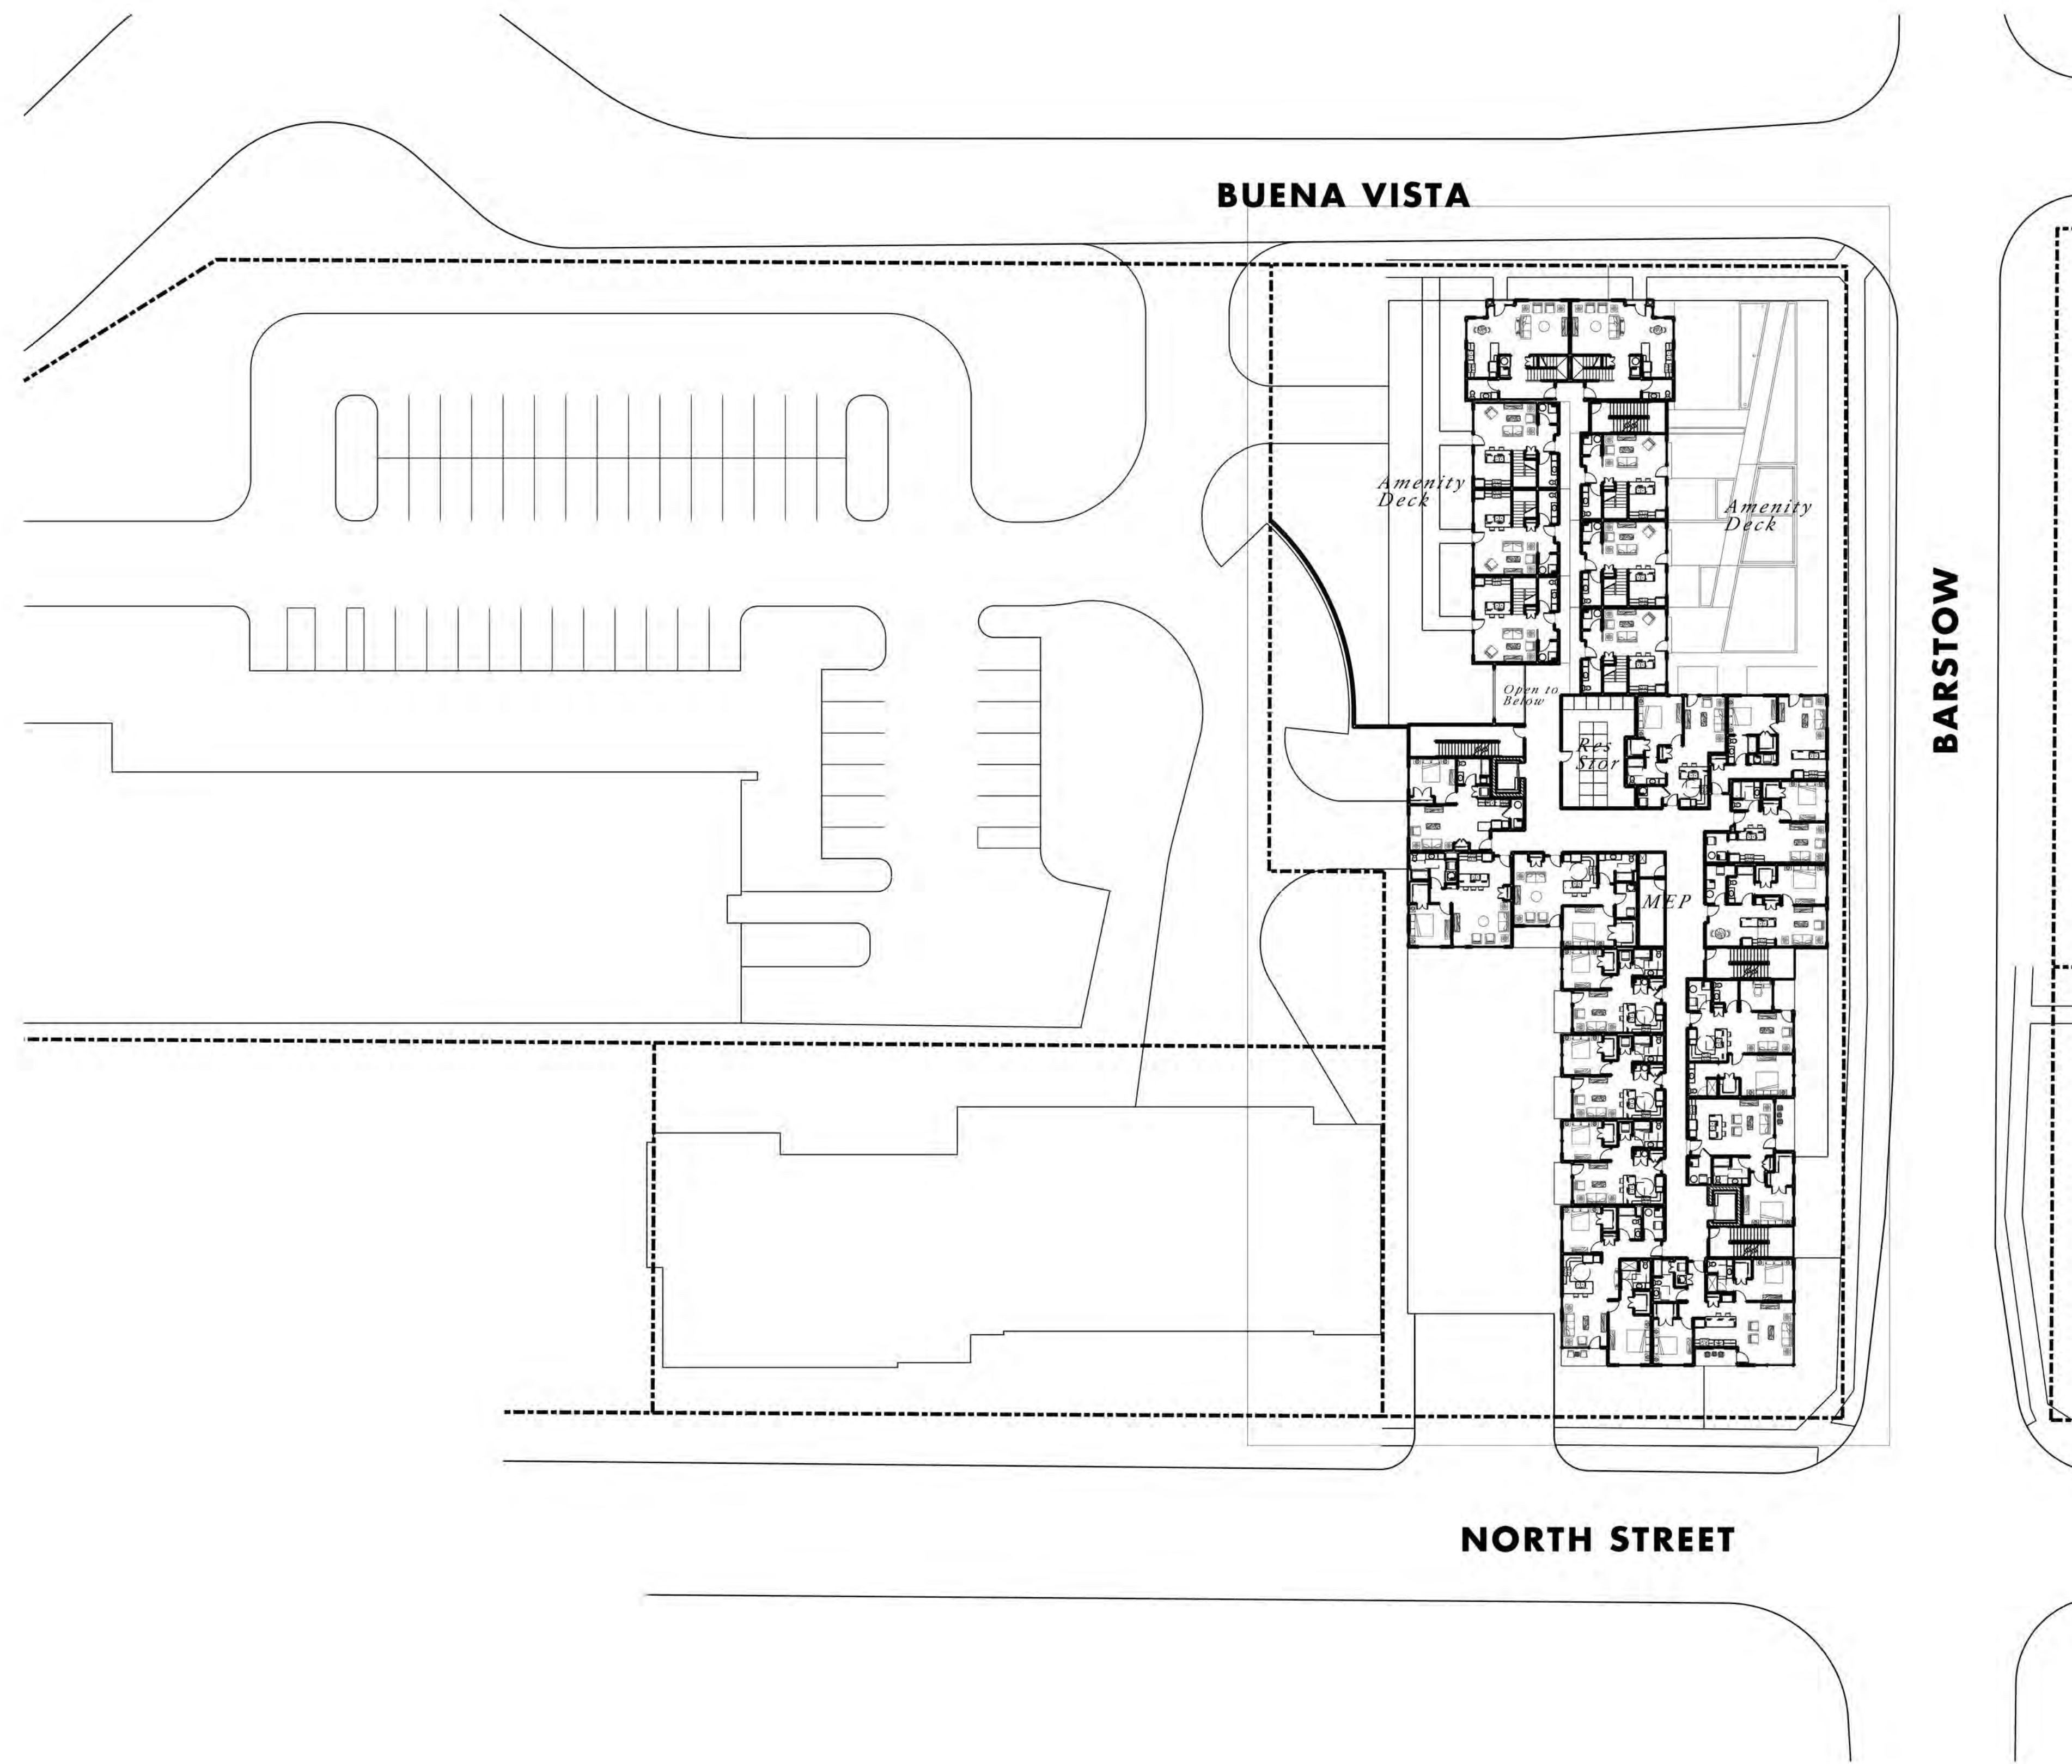 BUENA VISTA
Amenity
Deck
Amenity
Deck
BARSTOW
Open to
Below
Res
Stor
MEP
NORTH STREET